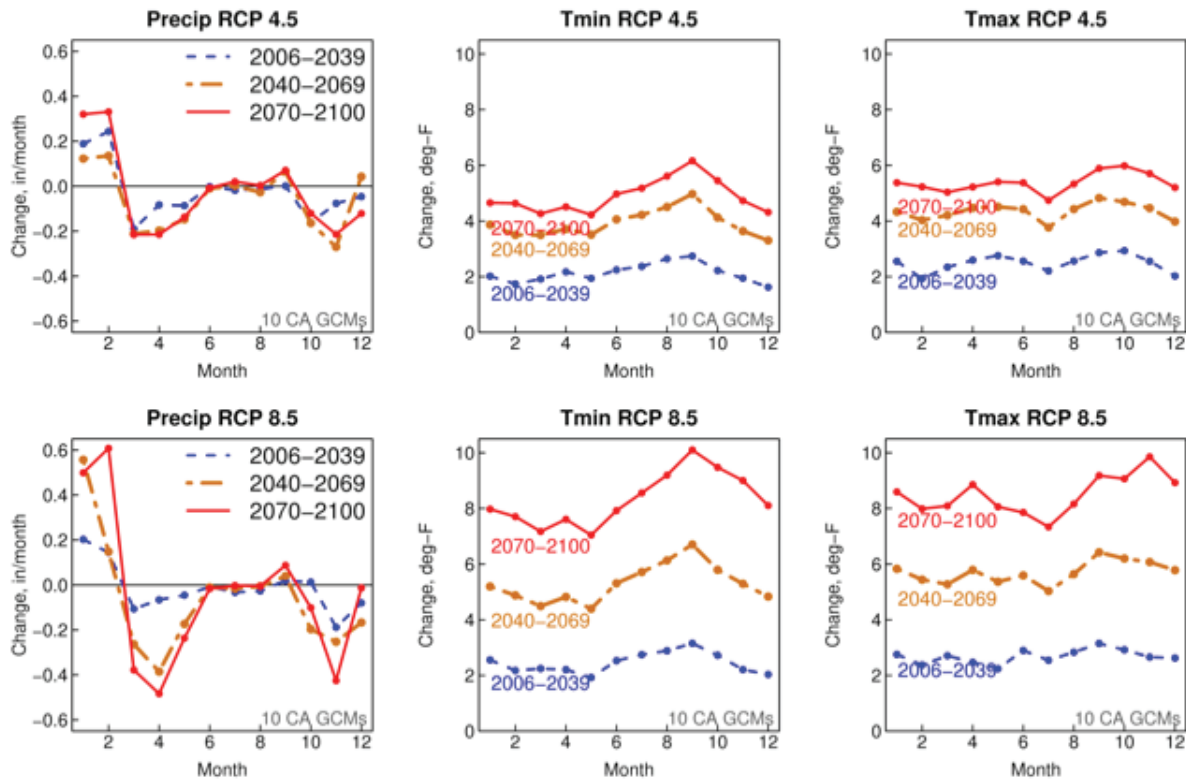 Precip RCP 4.5
Change, in/month
0.6
0.4
0.2
0.0
−0.2
−0.4
−0.6
2006−2039
2040−2069
2070−2100
10 CA GCMs
2 4 6 8 10 12
Month
Tmin RCP 4.5
Change, deg-F
10
8
6
4
2
0
2070−2100
2040−2069
2006−2039
10 CA GCMs
2 4 6 8 10 12
Month
Tmax RCP 4.5
Change, deg-F
10
8
6
4
2
0
2070−2100
2040−2069
2006−2039
10 CA GCMs
2 4 6 8 10 12
Month
Precip RCP 8.5
Change, in/month
0.6
0.4
0.2
0.0
−0.2
−0.4
−0.6
2006−2039
2040−2069
2070−2100
10 CA GCMs
2 4 6 8 10 12
Month
Tmin RCP 8.5
Change, deg-F
10
8
6
4
2
0
2070−2100
2040−2069
2006−2039
10 CA GCMs
2 4 6 8 10 12
Month
Tmax RCP 8.5
Change, deg-F
10
8
6
4
2
0
2070−2100
2040−2069
2006−2039
10 CA GCMs
2 4 6 8 10 12
Month